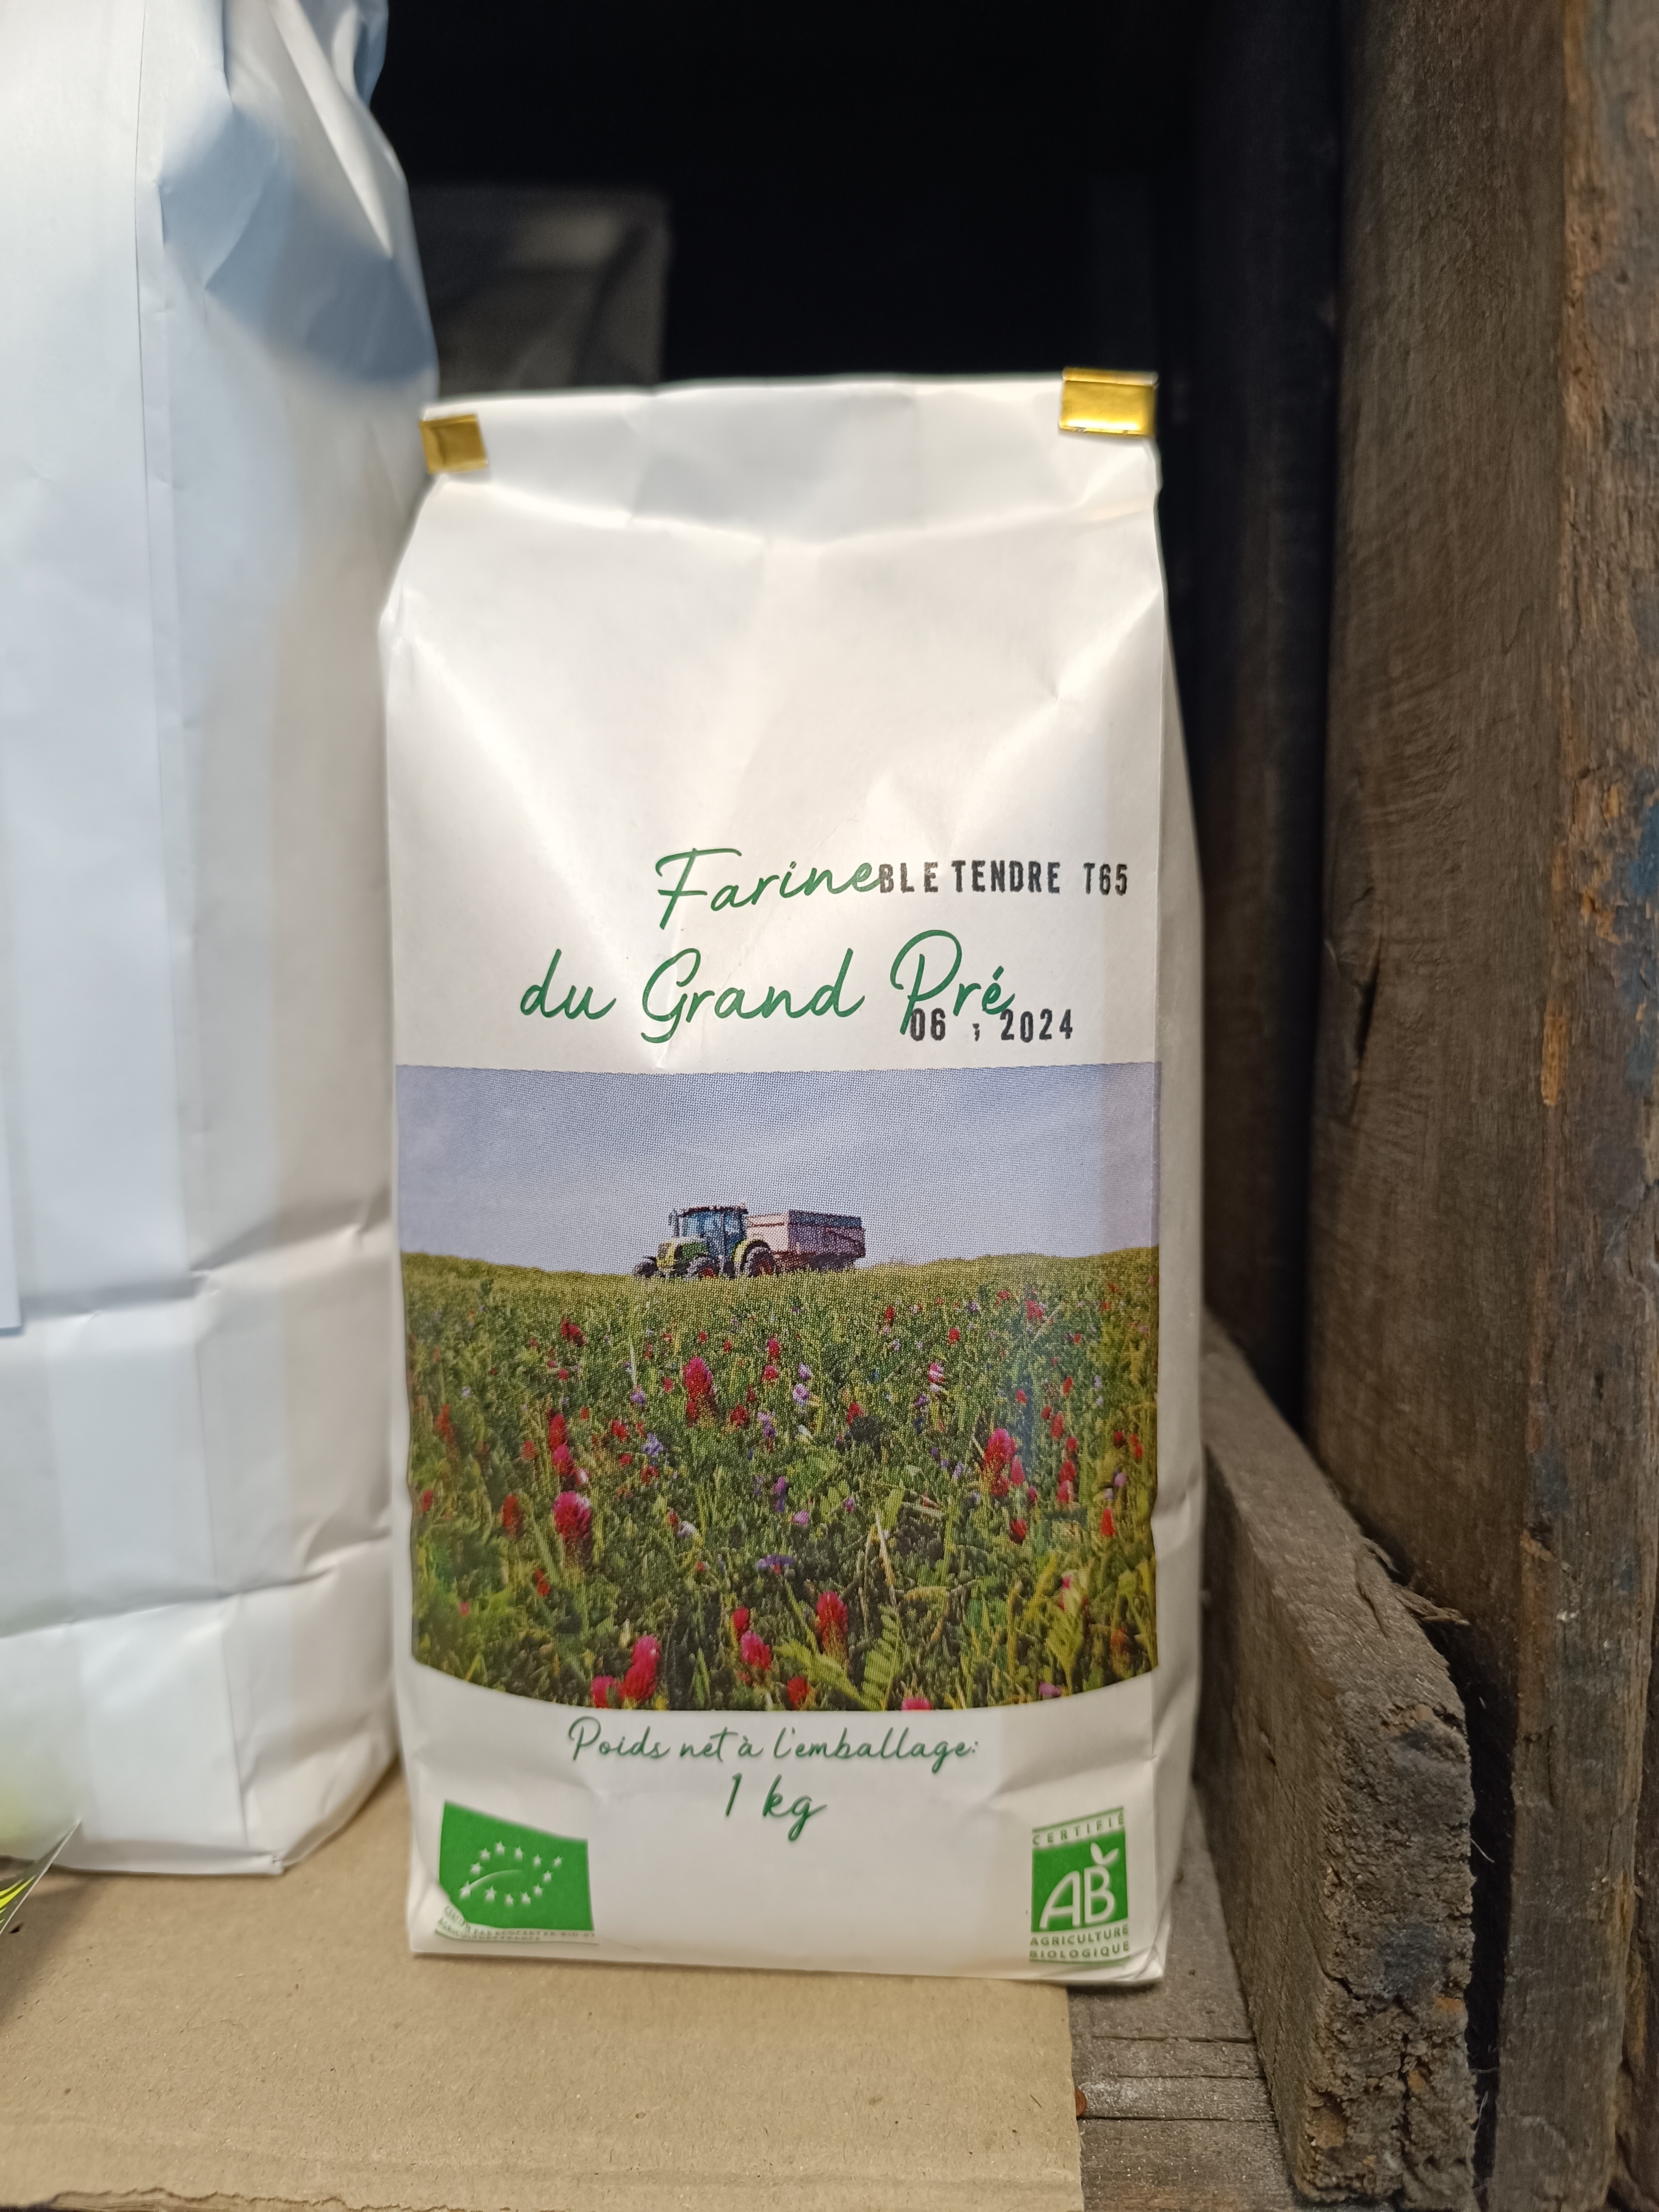 Farine BLE TENDRE T65
du Grand Pré
06 2024
Poids net à l'emballage:
1 kg
CERTIFIÉ
AB
AGRICULTURE
BIOLOGIQUE